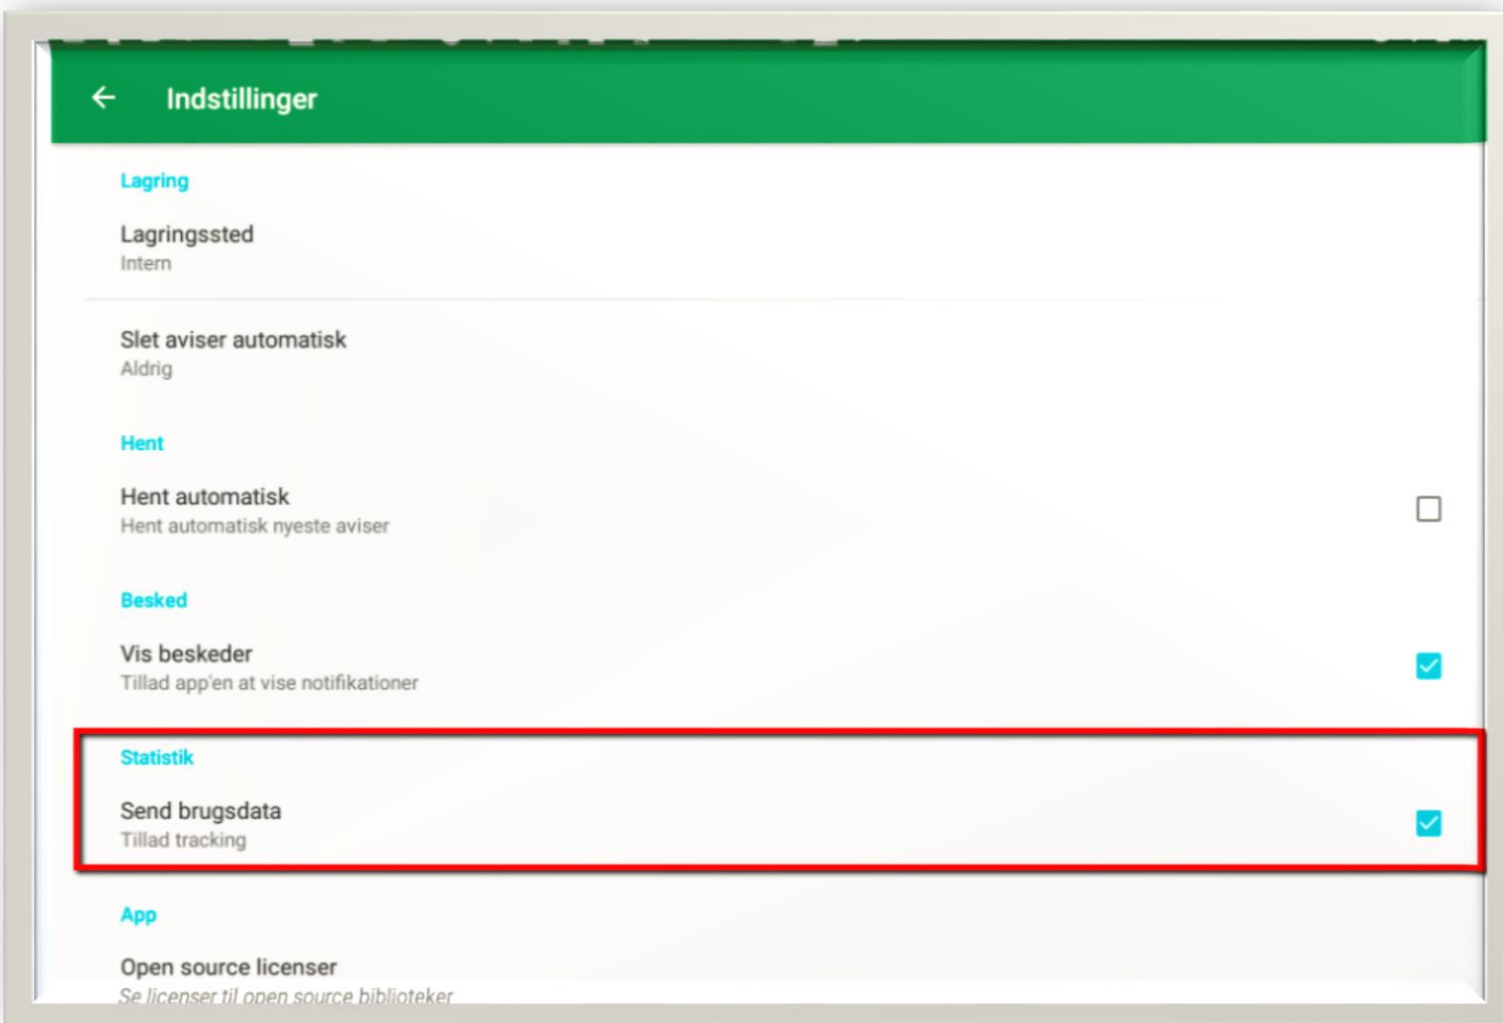 Indstillinger
Lagring
Lagringssted
Intern
Slet aviser automatisk
Aldrig
Hent
Hent automatisk
Hent automatisk nyeste aviser
Besked
Vis beskeder
Tillad app'en at vise notifikationer
Statistik
Send brugsdata
Tillad tracking
App
Open source licenser
Se licenser til open source biblioteker